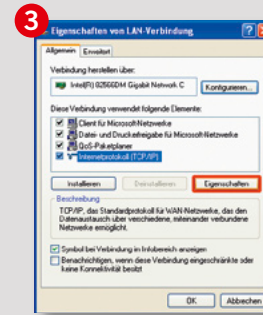 3
Eigenschaften von LAN-Verbindung
Allgemein Erweitert
Verbindung herstellen über:
Intel(R) 82566DM Gigabit Network C
Konfigurieren...
Diese Verbindung verwendet folgende Elemente:
Client für Microsoft-Netzwerke
Datei- und Druckerfreigabe für Microsoft-Netzwerke
QoS-Paketplaner
Internetprotokoll (TCP/IP)
Installieren Deinstallieren Eigenschaften
Beschreibung
TCP/IP, das Standardprotokoll für WAN-Netzwerke, das den
Datenaustausch über verschiedene, miteinander verbundene
Netzwerke ermöglicht.
Symbol bei Verbindung in Infobereich anzeigen
Benachrichtigen, wenn diese Verbindung eingeschränkte oder
keine Konnektivität besitzt
OK Abbrechen